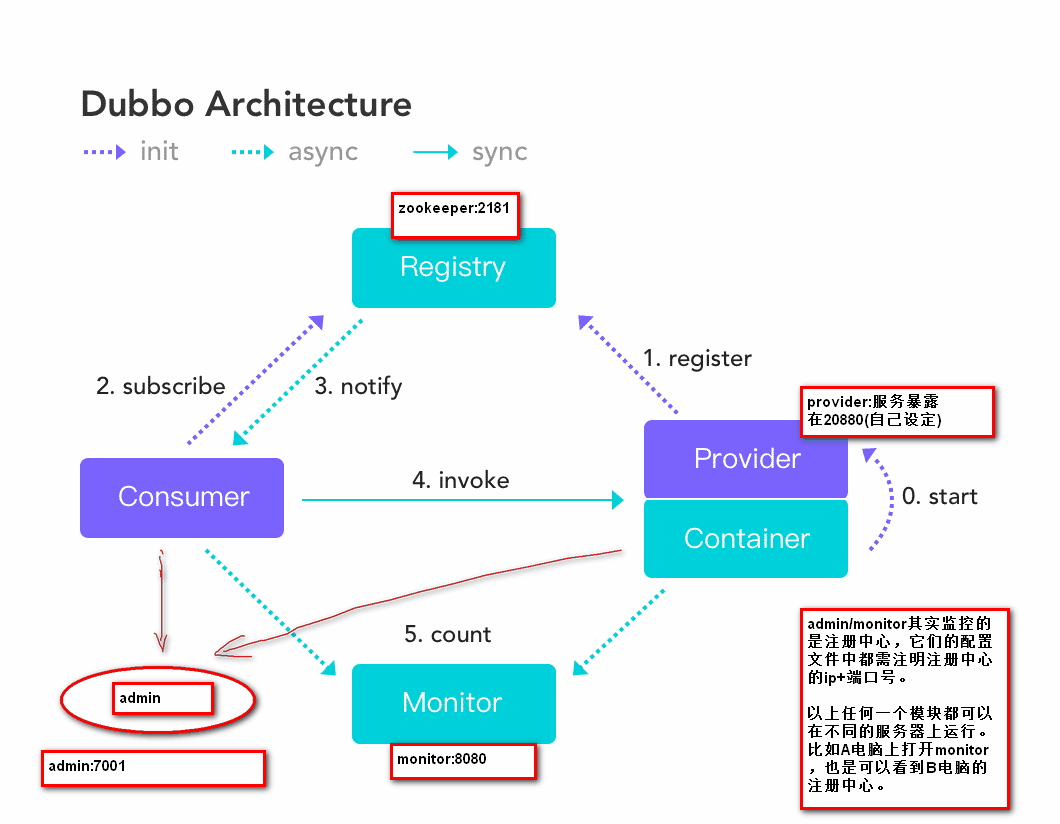 Dubbo Architecture
init
async
sync
zookeeper:2181
Registry
1. register
2. subscribe
3. notify
provider:服务暴露
在20880(自己设定)
Provider
Consumer
4. invoke
0. start
Container
admin/monitor其实监控的
是注册中心，它们的配置
文件中都需注明注册中心
的ip+端口号。
以上任何一个模块都可以
在不同的服务器上运行。
比如A电脑上打开monitor
，也是可以看到B电脑的
注册中心。
5. count
admin
Monitor
monitor:8080
admin:7001